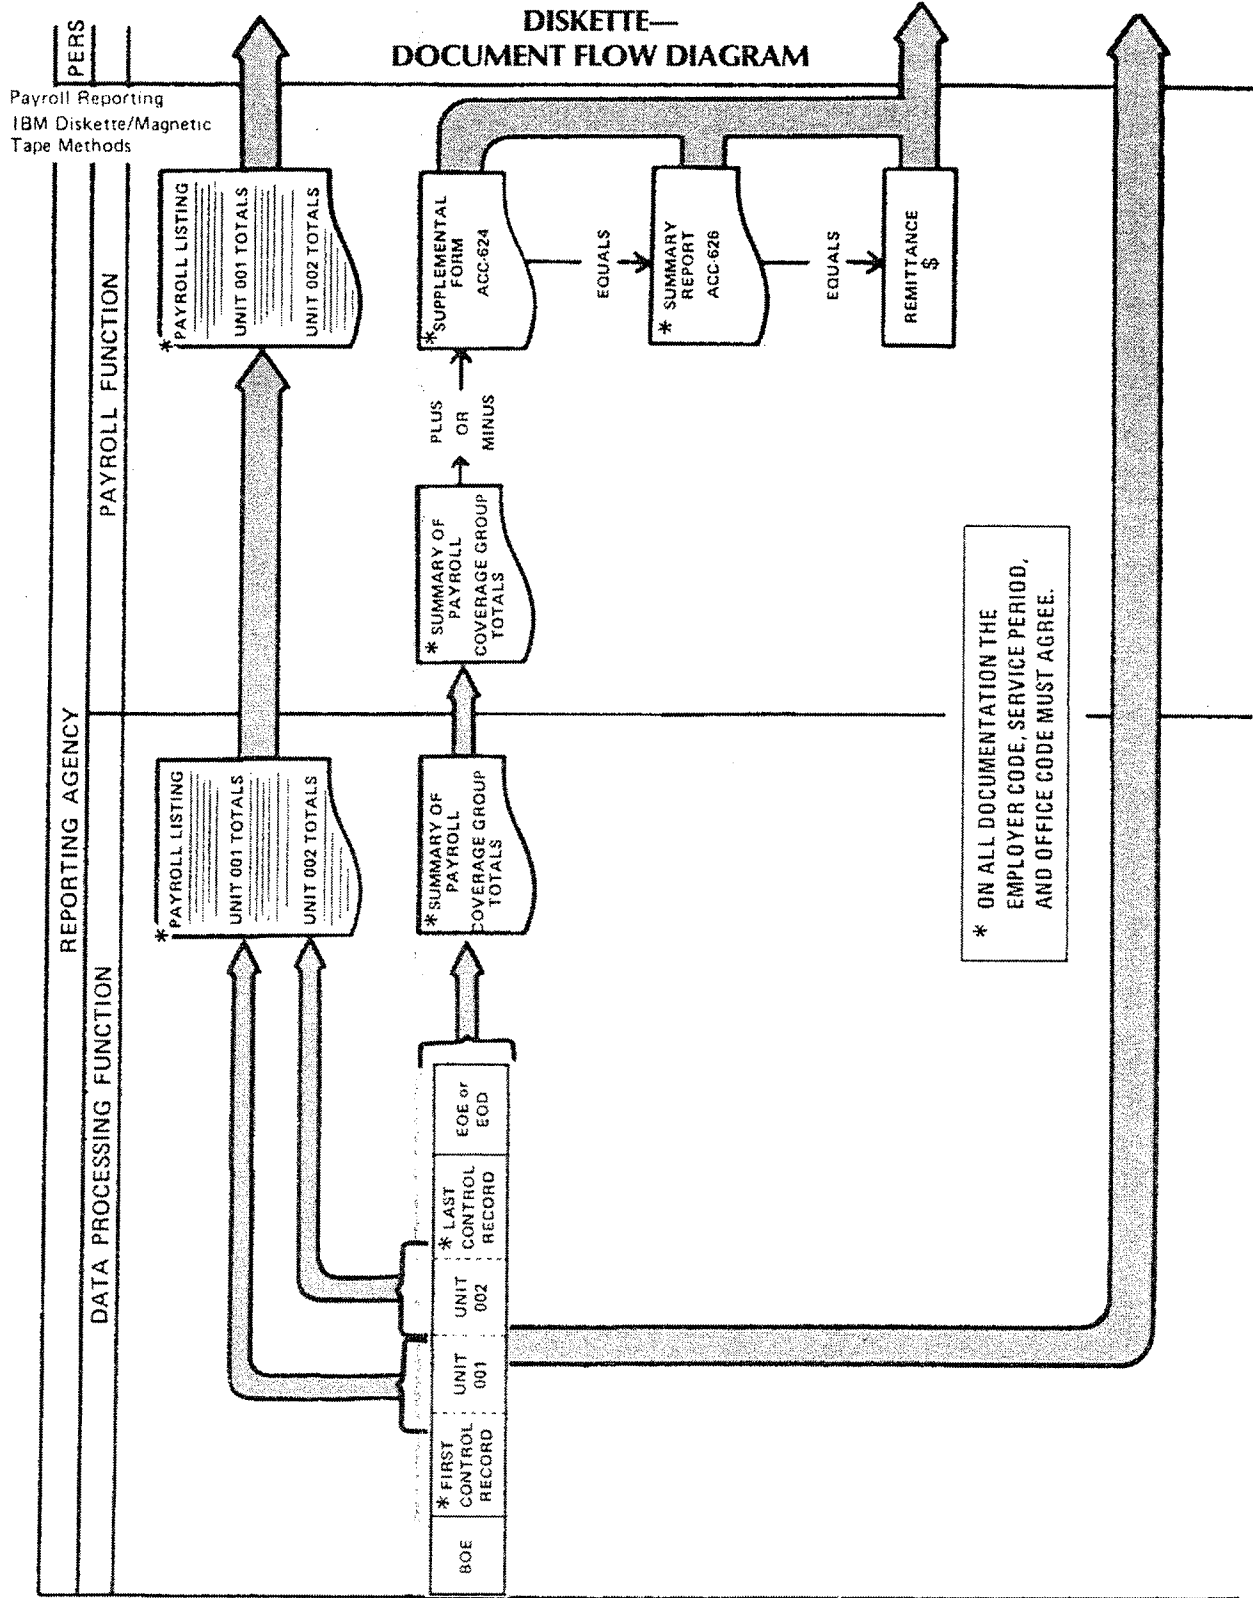 DISKETTE—
DOCUMENT FLOW DIAGRAM
Payroll Reporting
IBM Diskette/Magnetic
Tape Methods
REPORTING AGENCY
PERS
DATA PROCESSING FUNCTION
PAYROLL FUNCTION
* PAYROLL LISTING
UNIT 001 TOTALS
UNIT 002 TOTALS
* PAYROLL LISTING
UNIT 001 TOTALS
UNIT 002 TOTALS
BOE
* FIRST
CONTROL
RECORD
UNIT
001
UNIT
002
* LAST
CONTROL
RECORD
EOE or
EOD
* SUMMARY OF
PAYROLL
COVERAGE GROUP
TOTALS
* SUMMARY OF
PAYROLL
COVERAGE GROUP
TOTALS
PLUS
OR
MINUS
* SUPPLEMENTAL
FORM
ACC-624
EQUALS
* SUMMARY
REPORT
ACC-626
EQUALS
REMITTANCE
$
* ON ALL DOCUMENTATION THE
EMPLOYER CODE, SERVICE PERIOD,
AND OFFICE CODE MUST AGREE.